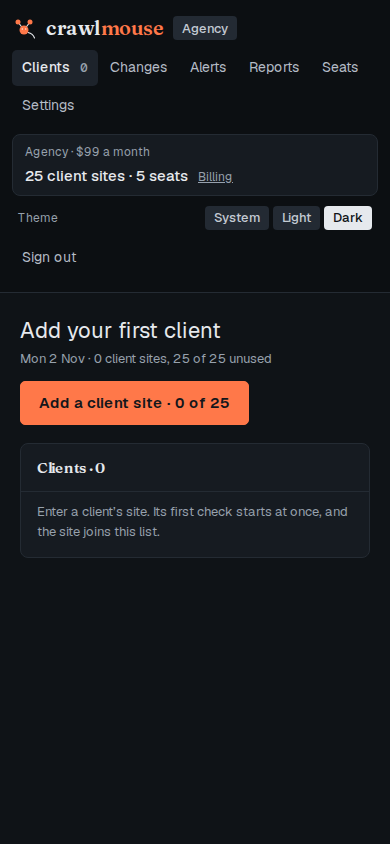 crawlmouse Agency
Clients 0 Changes Alerts Reports Seats
Settings
Agency · $99 a month
25 client sites · 5 seats Billing
Theme System Light Dark
Sign out
Add your first client
Mon 2 Nov · 0 client sites, 25 of 25 unused
Add a client site · 0 of 25
Clients · 0
Enter a client's site. Its first check starts at once, and
the site joins this list.